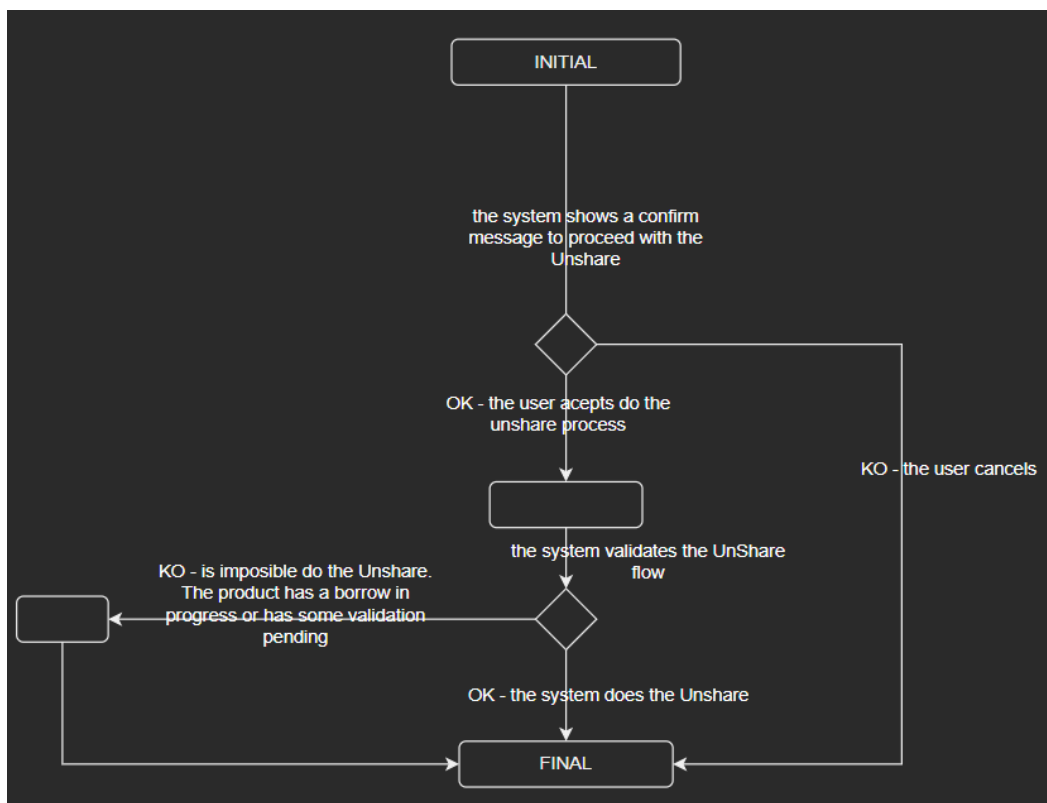 INITIAL
the system shows a confirm
message to proceed with the
Unshare
OK - the user acepts do the
unshare process
KO - the user cancels
the system validates the UnShare
flow
KO - is imposible do the Unshare.
The product has a borrow in
progress or has some validation
pending
OK - the system does the Unshare
FINAL